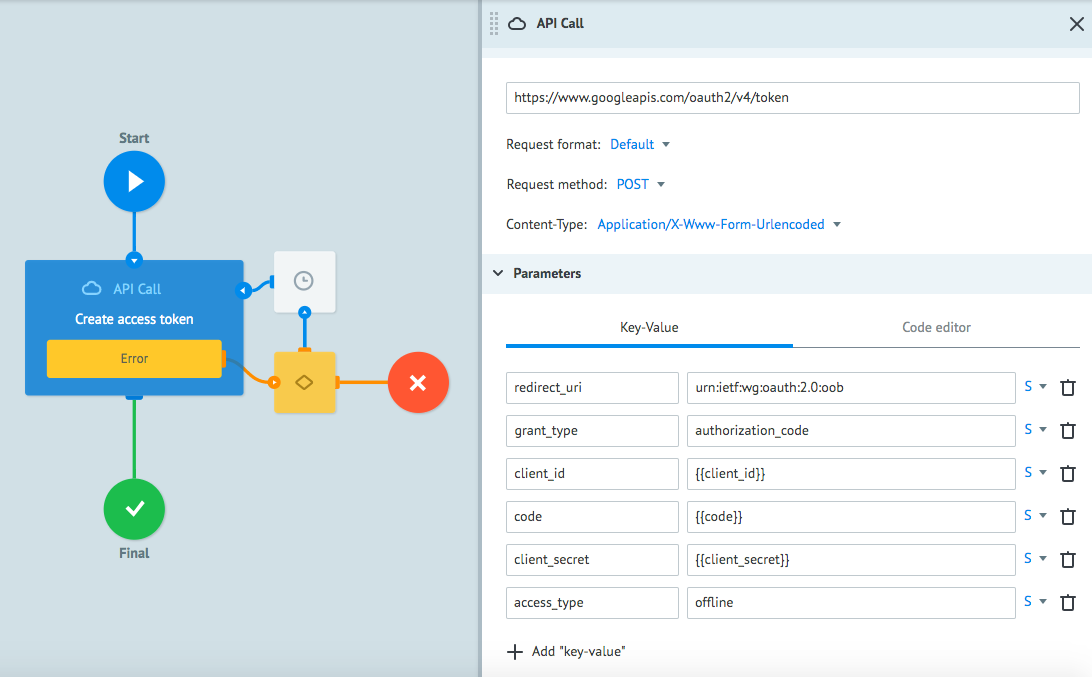 Start
API Call
Create access token
Error
Final
API Call
https://www.googleapis.com/oauth2/v4/token
Request format: Default
Request method: POST
Content-Type: Application/X-Www-Form-Urlencoded
Parameters
Key-Value Code editor
redirect_uri urn:ietf:wg:oauth:2.0:oob S
grant_type authorization_code S
client_id {{client_id}} S
code {{code}} S
client_secret {{client_secret}} S
access_type offline S
Add "key-value"